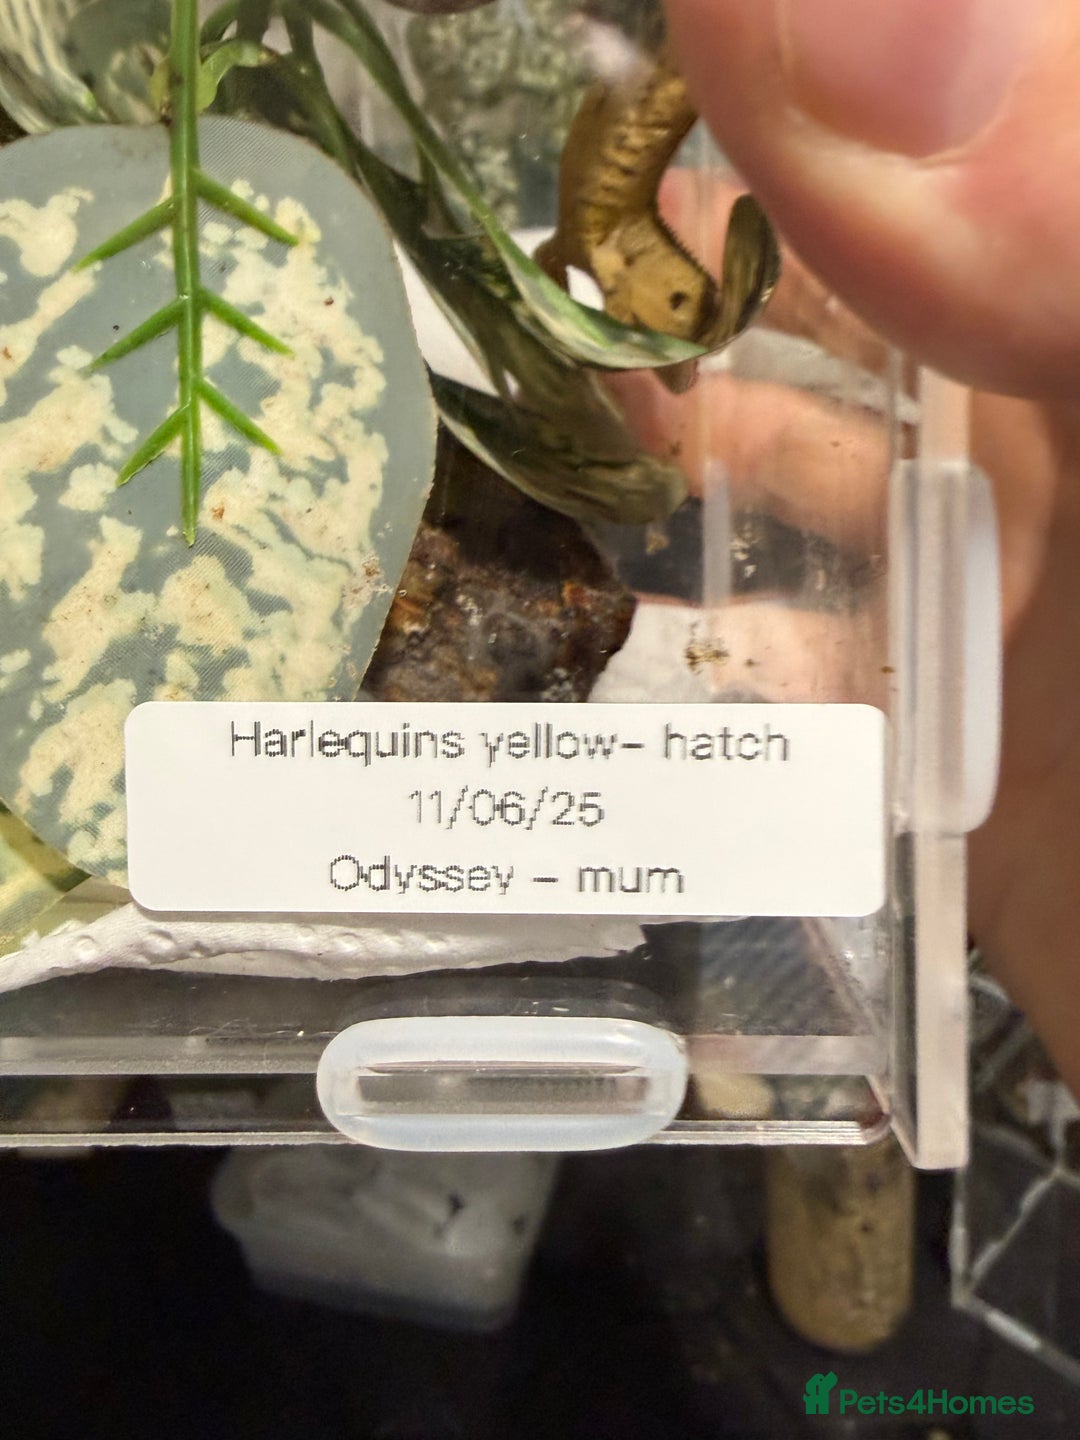 Harlequins yellow- hatch
11/06/25
Odyssey - mum
Pets4Homes